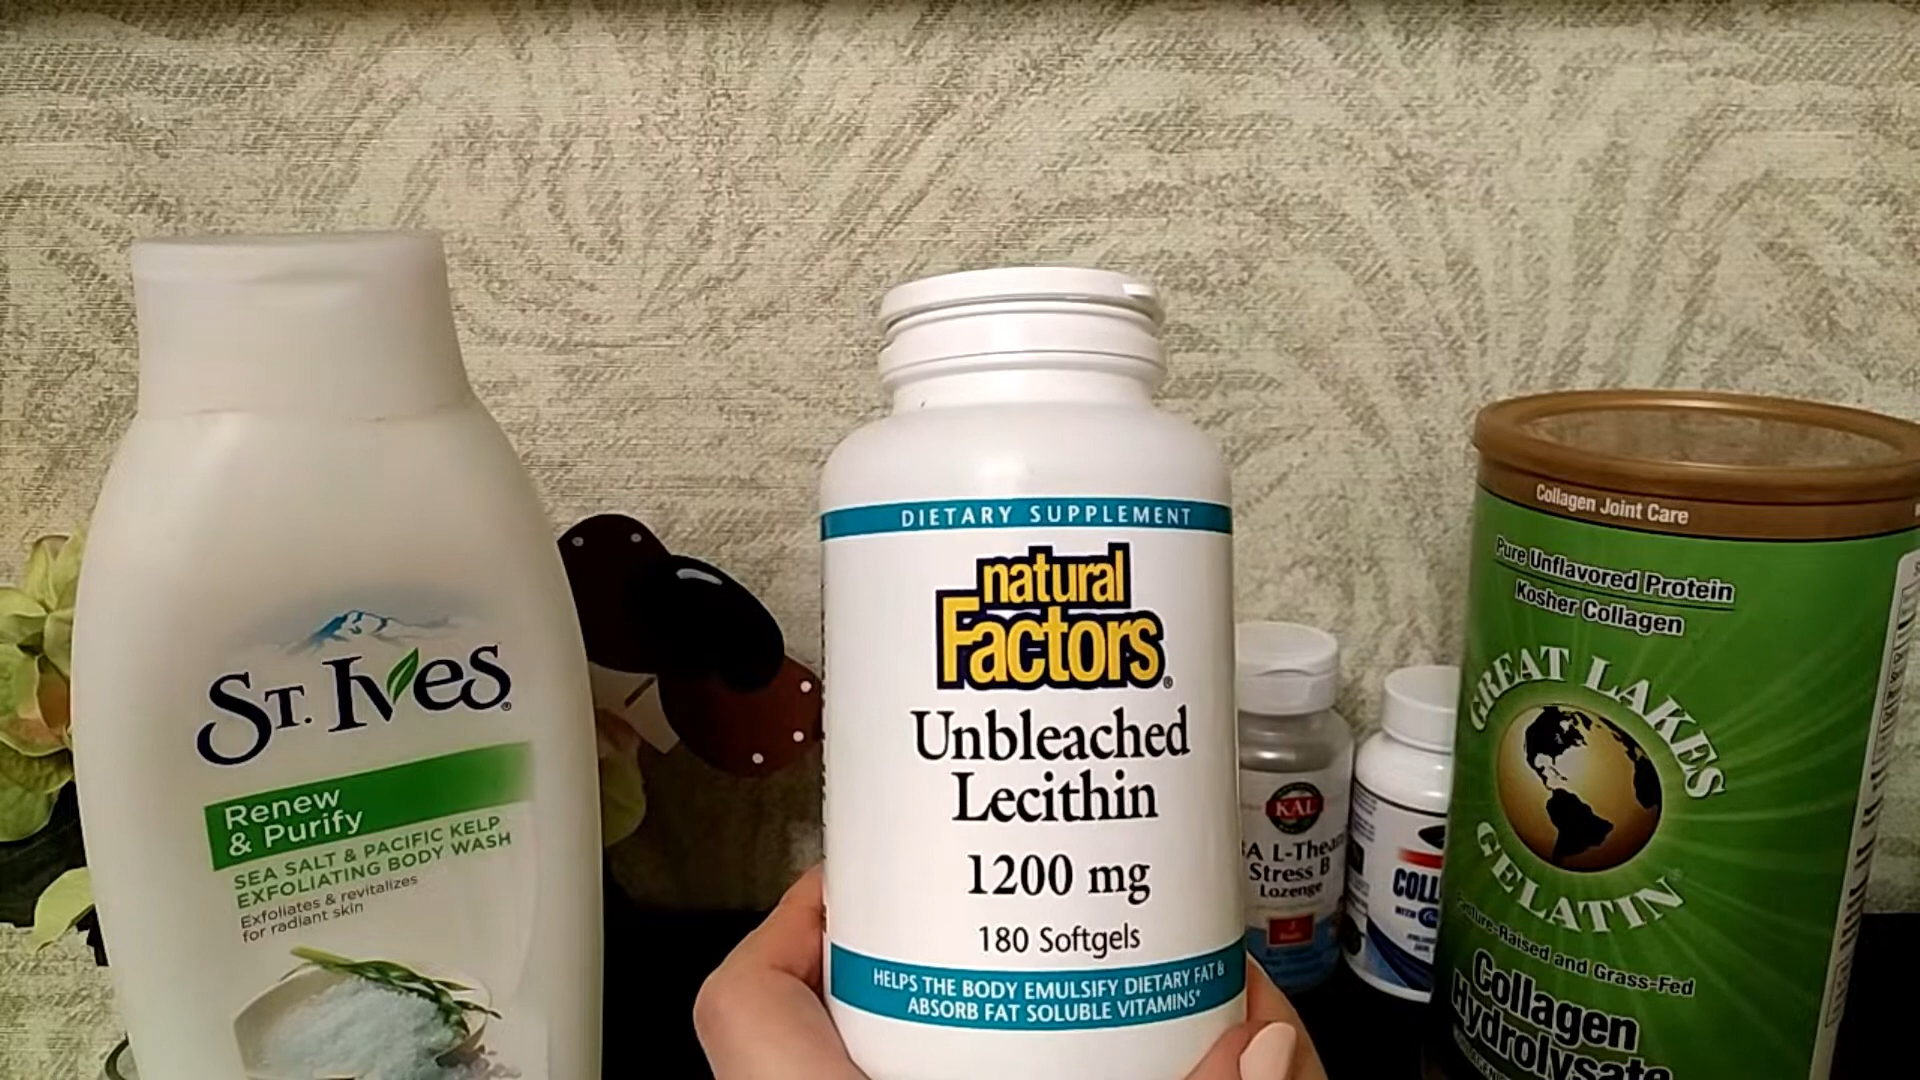 St. Ives
Renew
& Purify
SEA SALT & PACIFIC KELP
EXFOLIATING BODY WASH
Exfoliates & revitalizes
for radiant skin
DIETARY SUPPLEMENT
natural
Factors
Unbleached
Lecithin
1200 mg
180 Softgels
HELPS THE BODY EMULSIFY DIETARY FAT &
ABSORB FAT SOLUBLE VITAMINS*
KAL
Stress B
Lozenge
COLL
Collagen Joint Care
Pure Unflavored Protein
Kosher Collagen
GREAT LAKES
GELATIN
and Grass-Fed
Collagen
Hydrolysate